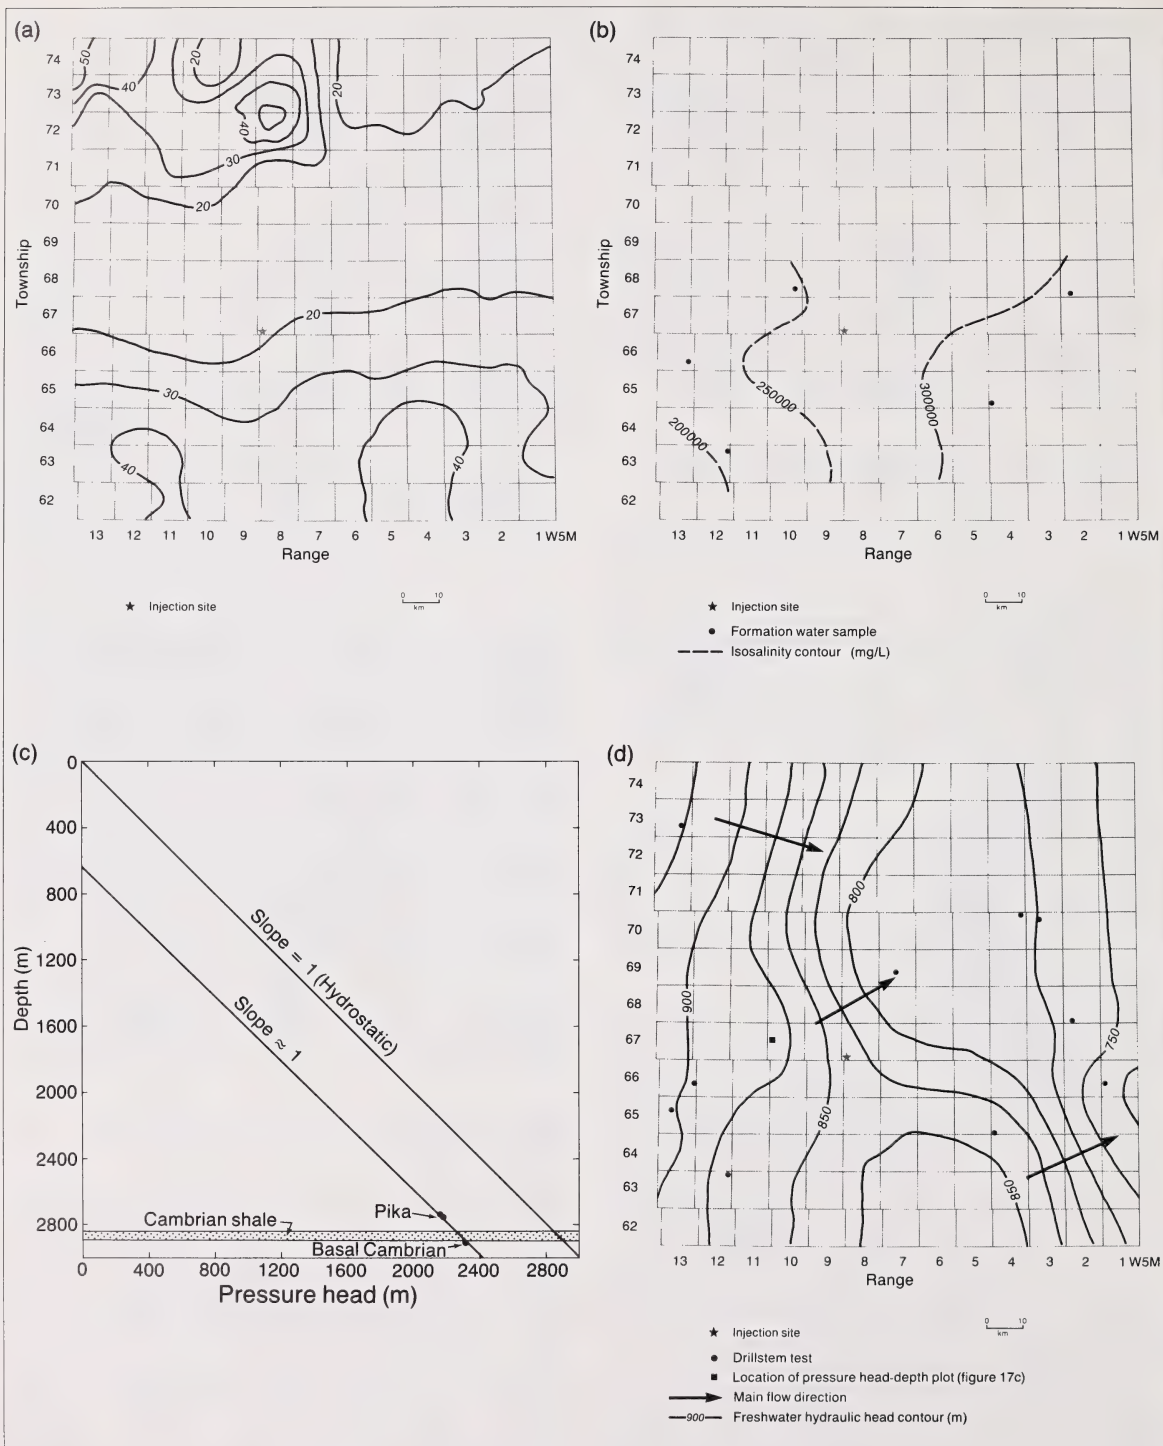 (a)
74
73
72
71
70
69
68
67
66
65
64
63
62
Township
50
40
20
40
30
20
20
20
30
40
40
13 12 11 10 9 8 7 6 5 4 3 2 1 W5M
Range
★ Injection site
0 10
km
(b)
74
73
72
71
70
69
68
67
66
65
64
63
62
Township
250000
300000
200000
13 12 11 10 9 8 7 6 5 4 3 2 1 W5M
Range
0 10
km
★ Injection site
● Formation water sample
Isosalinity contour (mg/L)
(c)
0
400
800
1200
1600
2000
2400
2800
Depth (m)
Slope = 1 (Hydrostatic)
Slope ≈ 1
Pika
Cambrian shale
Basal Cambrian
0 400 800 1200 1600 2000 2400 2800
Pressure head (m)
(d)
74
73
72
71
70
69
68
67
66
65
64
63
62
800
900
750
850
850
13 12 11 10 9 8 7 6 5 4 3 2 1 W5M
Range
0 10
km
★ Injection site
● Drillstem test
■ Location of pressure head-depth plot (figure 17c)
Main flow direction
900 Freshwater hydraulic head contour (m)